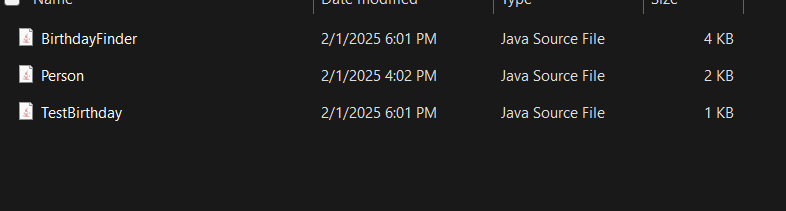 Name Date modified Type Size
BirthdayFinder 2/1/2025 6:01 PM Java Source File 4 KB
Person 2/1/2025 4:02 PM Java Source File 2 KB
TestBirthday 2/1/2025 6:01 PM Java Source File 1 KB